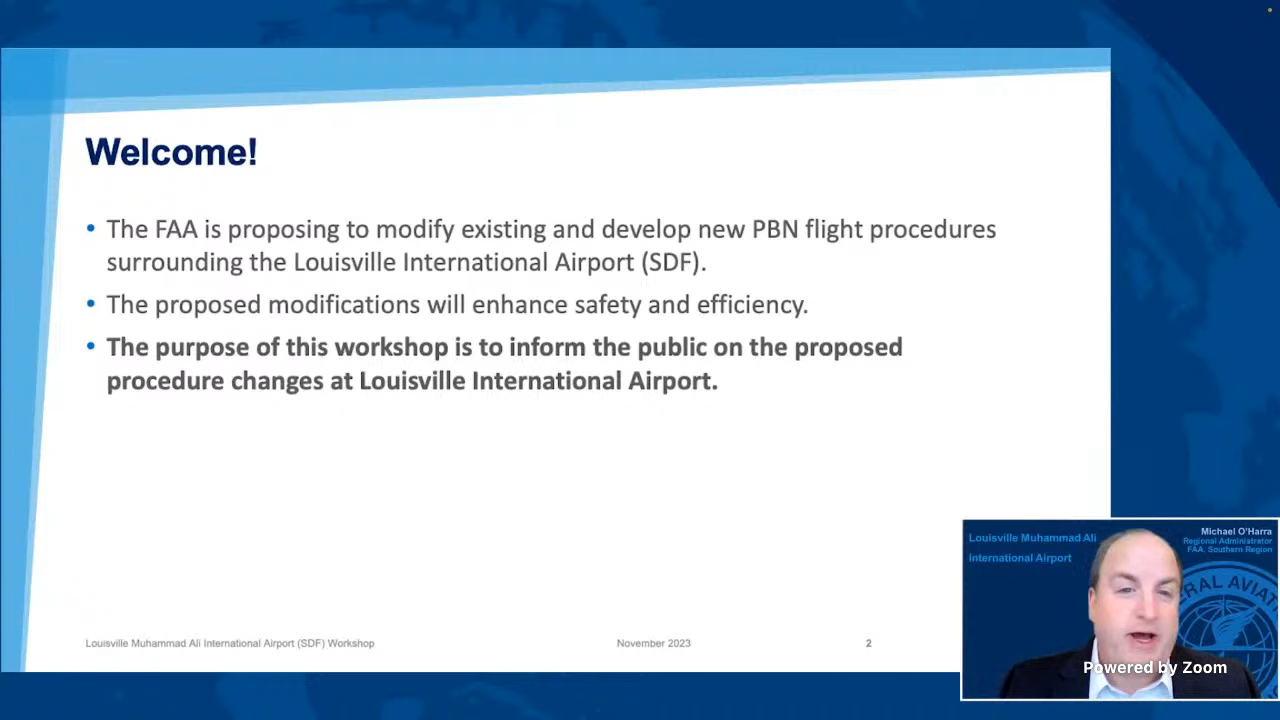 Welcome!
• The FAA is proposing to modify existing and develop new PBN flight procedures
surrounding the Louisville International Airport (SDF).
• The proposed modifications will enhance safety and efficiency.
• The purpose of this workshop is to inform the public on the proposed
procedure changes at Louisville International Airport.
Louisville Muhammad Ali International Airport (SDF) Workshop
November 2023
2
Louisville Muhammad Ali
International Airport
Michael O'Harra
Regional Administrator
FAA, Southern Region
Powered by Zoom